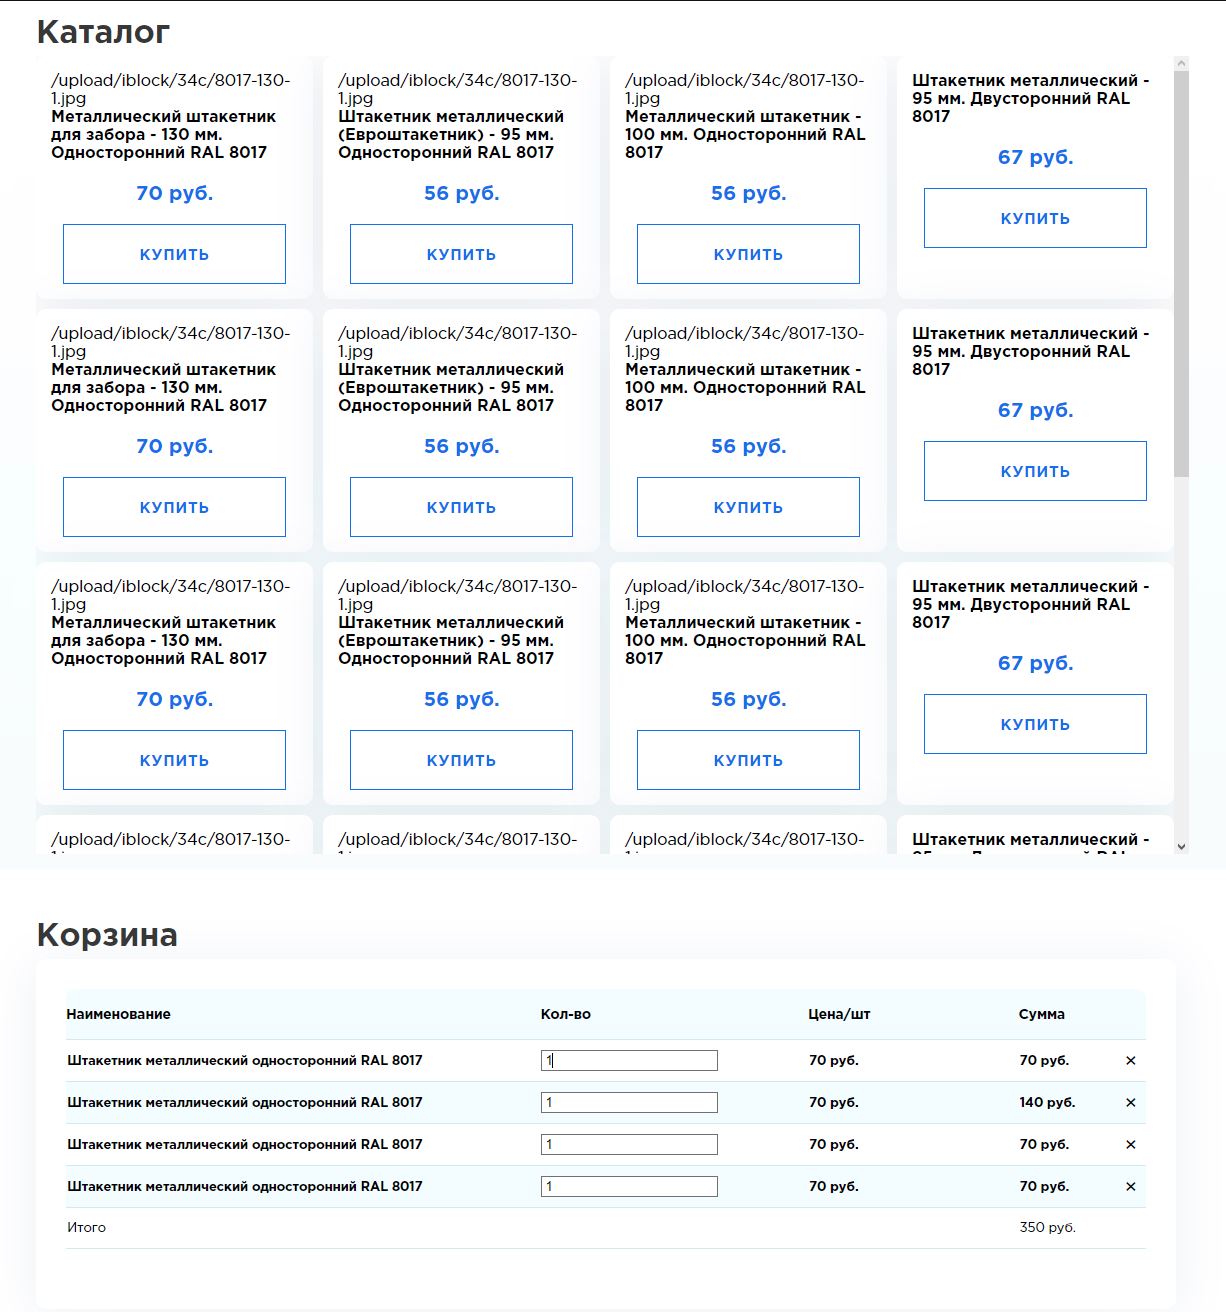 Каталог
/upload/iblock/34c/8017-130-
1.jpg
Металлический штакетник
для забора - 130 мм.
Односторонний RAL 8017
70 руб.
КУПИТЬ
/upload/iblock/34c/8017-130-
1.jpg
Штакетник металлический
(Евроштакетник) - 95 мм.
Односторонний RAL 8017
56 руб.
КУПИТЬ
/upload/iblock/34c/8017-130-
1.jpg
Металлический штакетник -
100 мм. Односторонний RAL
8017
56 руб.
КУПИТЬ
Штакетник металлический -
95 мм. Двусторонний RAL
8017
67 руб.
КУПИТЬ
/upload/iblock/34c/8017-130-
1.jpg
Металлический штакетник
для забора - 130 мм.
Односторонний RAL 8017
70 руб.
КУПИТЬ
/upload/iblock/34c/8017-130-
1.jpg
Штакетник металлический
(Евроштакетник) - 95 мм.
Односторонний RAL 8017
56 руб.
КУПИТЬ
/upload/iblock/34c/8017-130-
1.jpg
Металлический штакетник -
100 мм. Односторонний RAL
8017
56 руб.
КУПИТЬ
Штакетник металлический -
95 мм. Двусторонний RAL
8017
67 руб.
КУПИТЬ
/upload/iblock/34c/8017-130-
1.jpg
Металлический штакетник
для забора - 130 мм.
Односторонний RAL 8017
70 руб.
КУПИТЬ
/upload/iblock/34c/8017-130-
1.jpg
Штакетник металлический
(Евроштакетник) - 95 мм.
Односторонний RAL 8017
56 руб.
КУПИТЬ
/upload/iblock/34c/8017-130-
1.jpg
Металлический штакетник -
100 мм. Односторонний RAL
8017
56 руб.
КУПИТЬ
Штакетник металлический -
95 мм. Двусторонний RAL
8017
67 руб.
КУПИТЬ
/upload/iblock/34c/8017-130-
/upload/iblock/34c/8017-130-
/upload/iblock/34c/8017-130-
Штакетник металлический -
Корзина
Наименование Кол-во Цена/шт Сумма
Штакетник металлический односторонний RAL 8017 1 70 руб. 70 руб. ×
Штакетник металлический односторонний RAL 8017 1 70 руб. 140 руб. ×
Штакетник металлический односторонний RAL 8017 1 70 руб. 70 руб. ×
Штакетник металлический односторонний RAL 8017 1 70 руб. 70 руб. ×
Итого 350 руб.